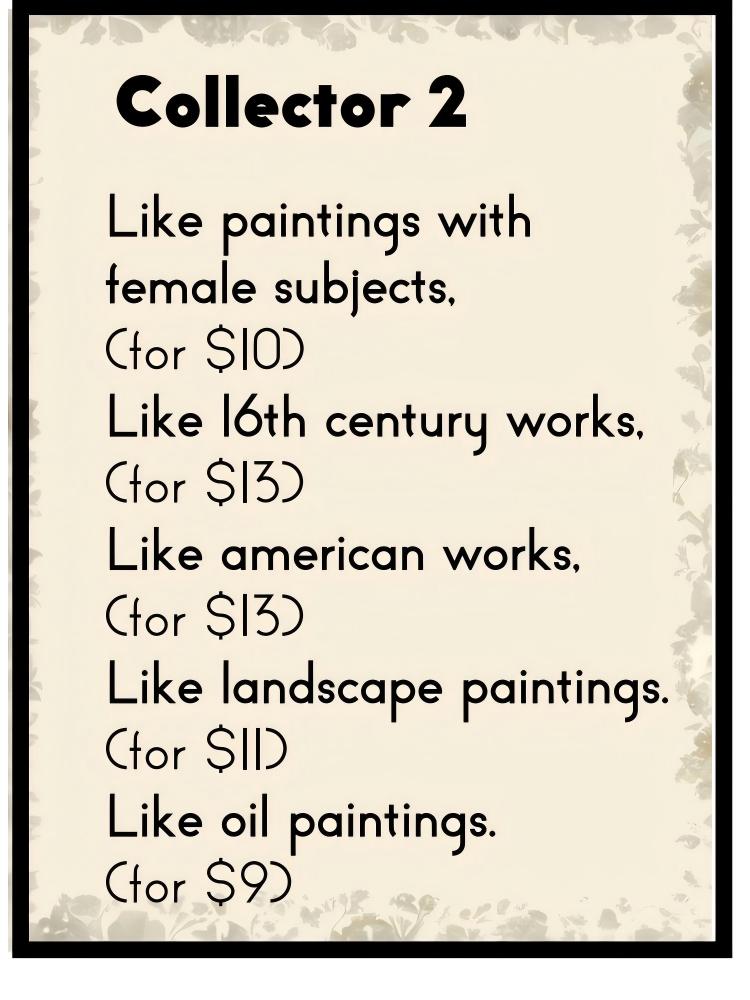 Collector 2
Like paintings with
female subjects,
(for $10)
Like 16th century works,
(for $13)
Like american works,
(for $13)
Like landscape paintings.
(for $11)
Like oil paintings.
(for $9)